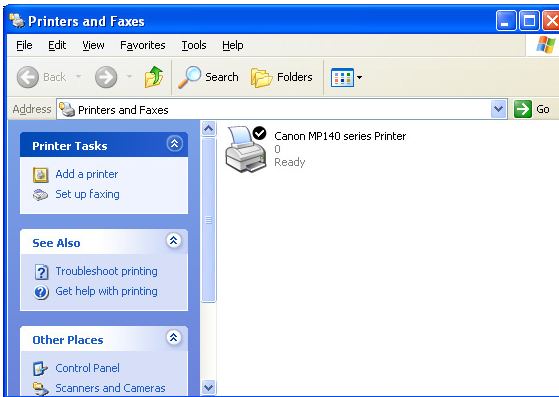 Printers and Faxes
File Edit View Favorites Tools Help
Back Search Folders
Address Printers and Faxes Go
Printer Tasks
Add a printer
Set up faxing
See Also
Troubleshoot printing
Get help with printing
Other Places
Control Panel
Scanners and Cameras
Canon MP140 series Printer
0
Ready